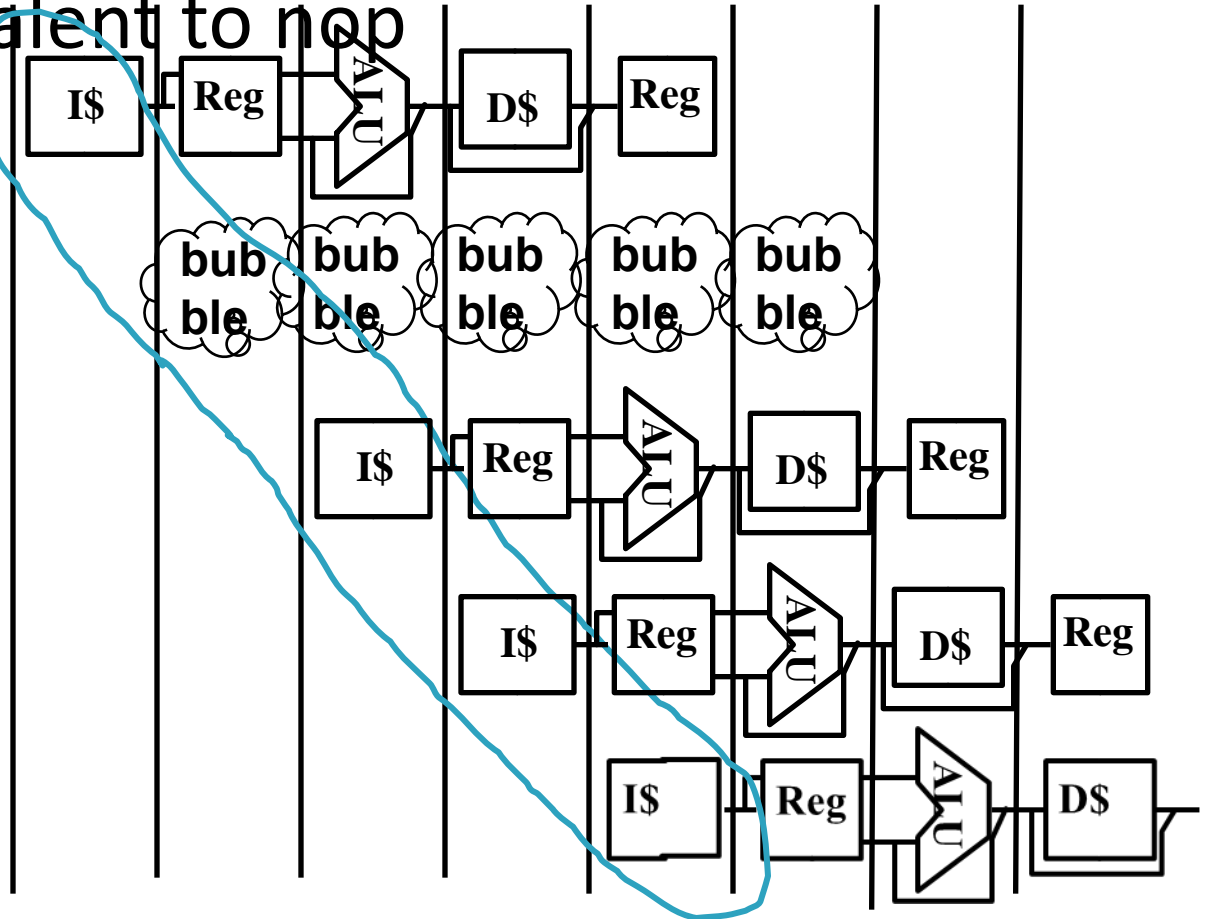 alent to nop
I$ Reg ALU D$ Reg
bub bub bub bub bub
ble ble ble ble ble
I$ Reg ALU D$ Reg
I$ Reg ALU D$ Reg
I$ Reg ALU D$